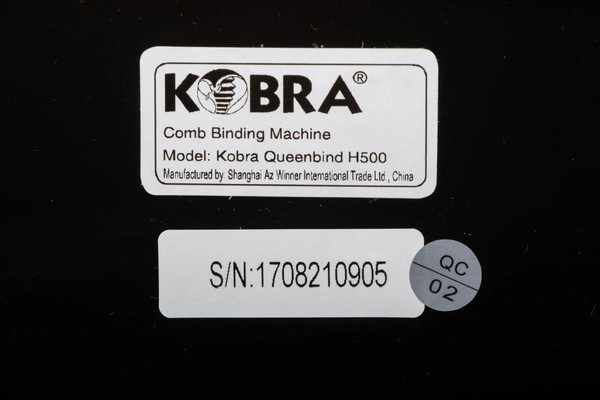 KOBRA®
Comb Binding Machine
Model: Kobra Queenbind H500
Manufactured by: Shanghai Az Winner International Trade Ltd., China
S/N:1708210905
QC
02